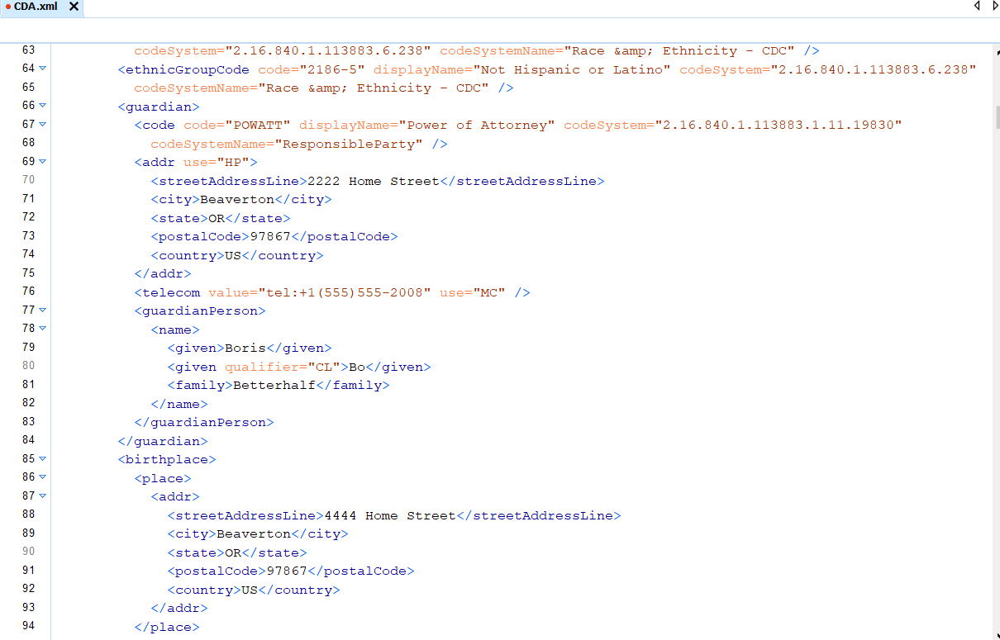 CDA.xml
63 codeSystem="2.16.840.1.113883.6.238" codeSystemName="Race &amp; Ethnicity - CDC" />
64 <ethnicGroupCode code="2186-5" displayName="Not Hispanic or Latino" codeSystem="2.16.840.1.113883.6.238"
65 codeSystemName="Race &amp; Ethnicity - CDC" />
66 <guardian>
67 <code code="POWATT" displayName="Power of Attorney" codeSystem="2.16.840.1.113883.1.11.19830"
68 codeSystemName="ResponsibleParty" />
69 <addr use="HP">
70 <streetAddressLine>2222 Home Street</streetAddressLine>
71 <city>Beaverton</city>
72 <state>OR</state>
73 <postalCode>97867</postalCode>
74 <country>US</country>
75 </addr>
76 <telecom value="tel:+1(555)555-2008" use="MC" />
77 <guardianPerson>
78 <name>
79 <given>Boris</given>
80 <given qualifier="CL">Bo</given>
81 <family>Betterhalf</family>
82 </name>
83 </guardianPerson>
84 </guardian>
85 <birthplace>
86 <place>
87 <addr>
88 <streetAddressLine>4444 Home Street</streetAddressLine>
89 <city>Beaverton</city>
90 <state>OR</state>
91 <postalCode>97867</postalCode>
92 <country>US</country>
93 </addr>
94 </place>